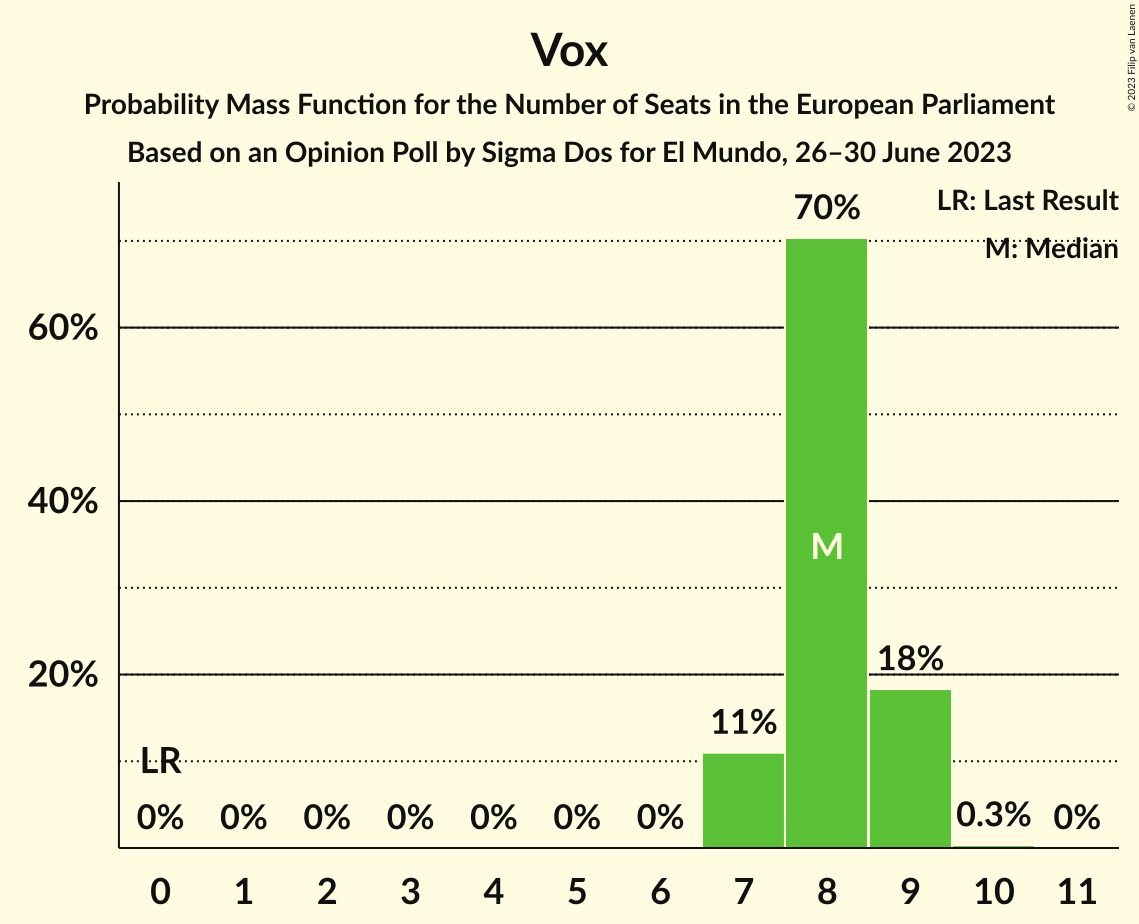 Vox
Probability Mass Function for the Number of Seats in the European Parliament
Based on an Opinion Poll by Sigma Dos for El Mundo, 26–30 June 2023
© 2023 Filip van Laenen
LR: Last Result
M: Median
60%
40%
20%
LR
0%
0%
0%
0%
0%
0%
0%
11%
70%
M
18%
0.3%
0%
0 1 2 3 4 5 6 7 8 9 10 11